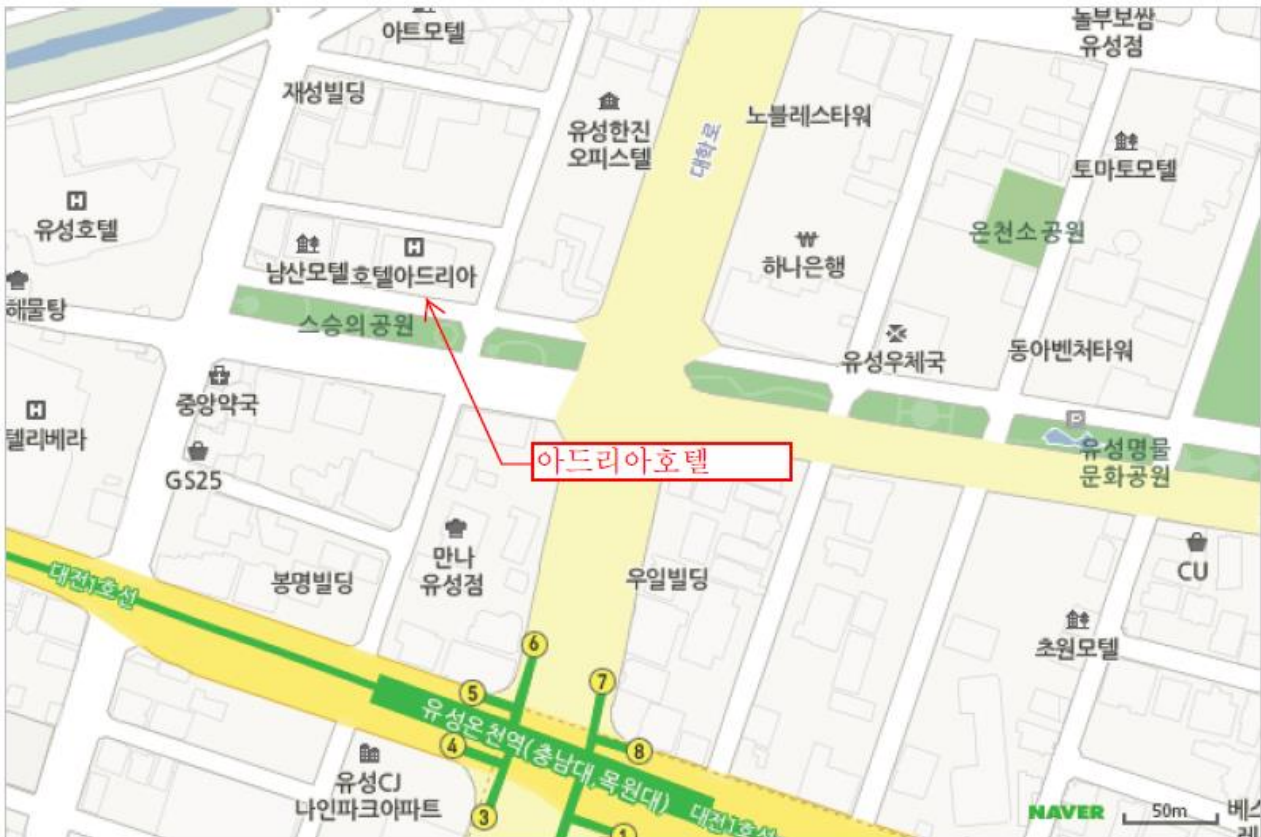 아트모텔
놀부보쌈
유성점
재성빌딩
유성한진
오피스텔
대학로
노블레스타워
토마토모텔
H
유성호텔
온천소공원
남산모텔
H
호텔아드리아
₩
하나은행
해물탕
스승의공원
유성우체국
동아벤처타워
중앙약국
H
텔리베라
아드리아호텔
P
유성명물
문화공원
GS25
만나
유성점
대전1호선
봉명빌딩
우일빌딩
CU
초원모텔
6
7
5
유성온천역(충남대,목원대)
대전1호선
4
8
유성CJ
나인파크아파트
3
1
NAVER
50m